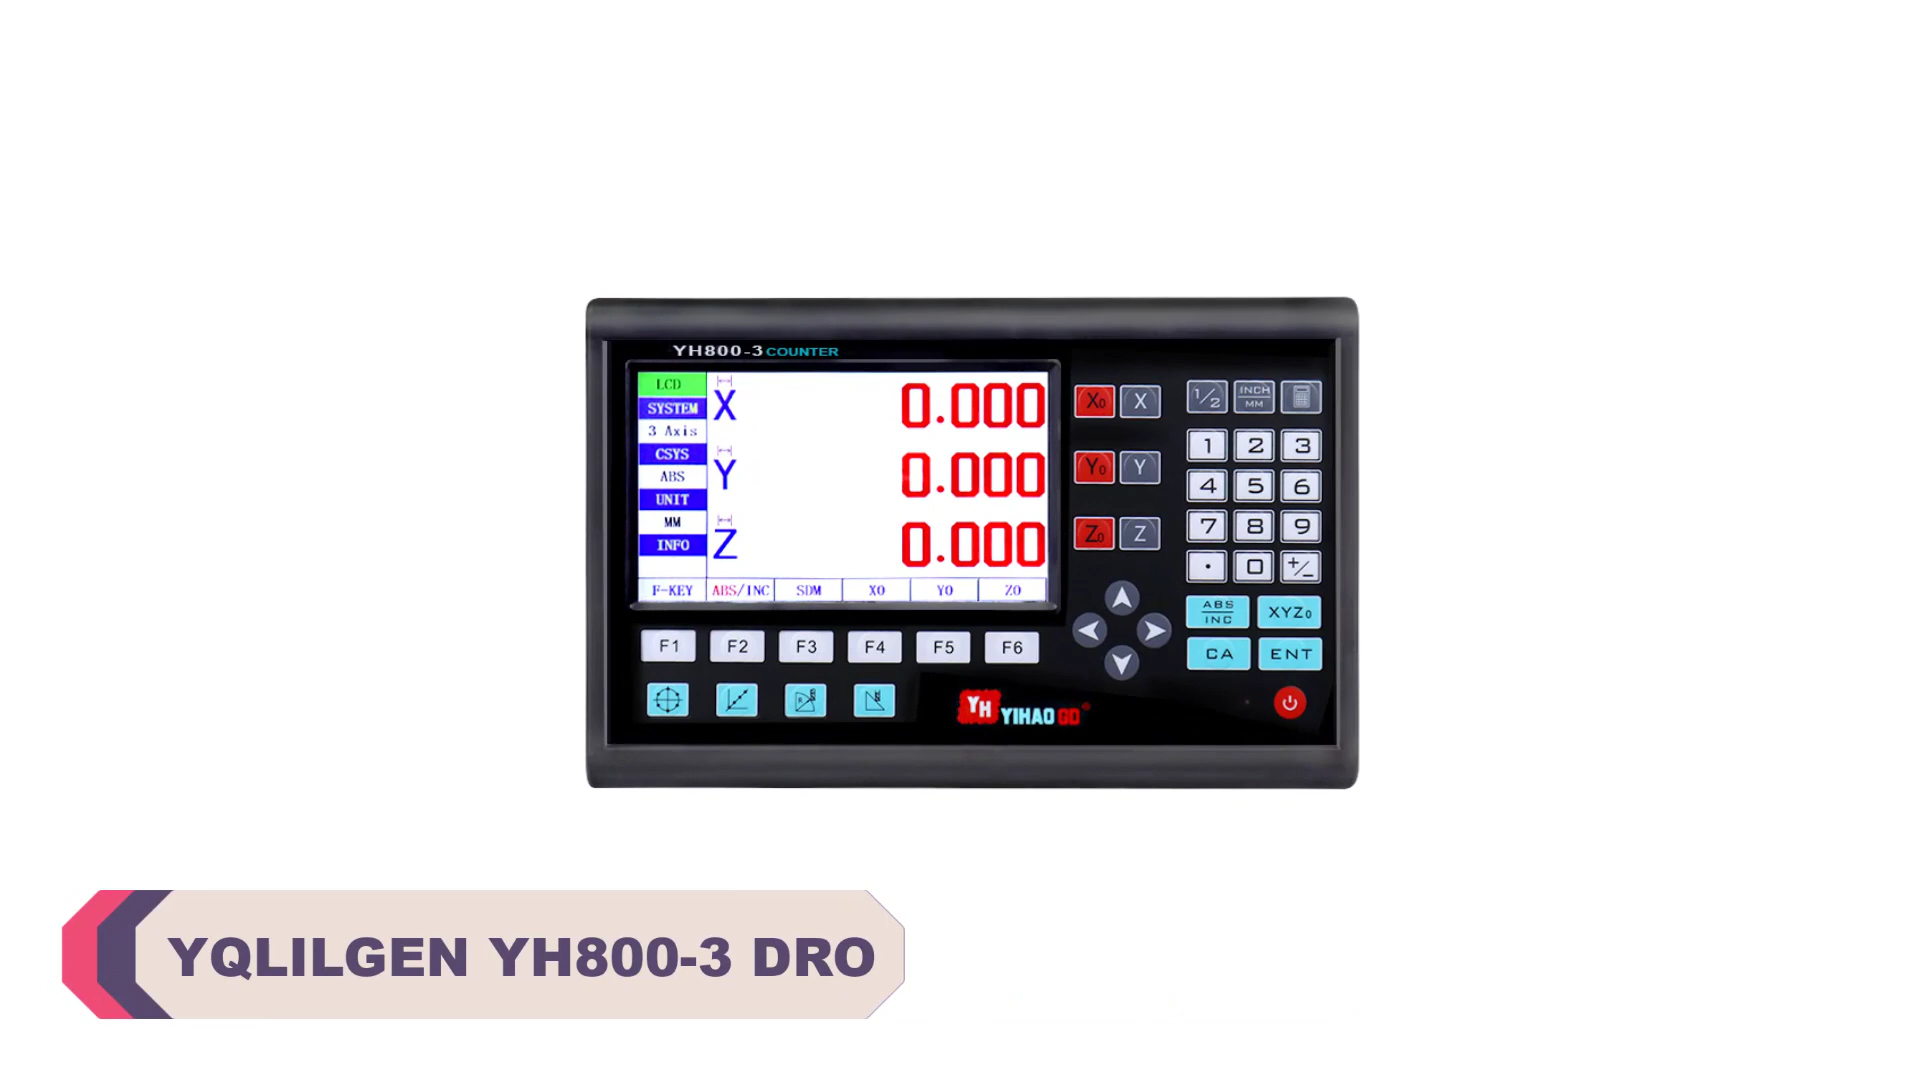 YH800-3 COUNTER
LCD
SYSTEM
3 Axis
CSYS
ABS
UNIT
MM
INFO
X 0.000
Y 0.000
Z 0.000
F-KEY ABS/INC SDM X0 Y0 Z0
F1 F2 F3 F4 F5 F6
R
X0 X
Y0 Y
Z0 Z
1/2 INCH MM
1 2 3
4 5 6
7 8 9
. 0 +/-
ABS INC XYZ0
CA ENT
YH YIHAO GD®
YQLILGEN YH800-3 DRO